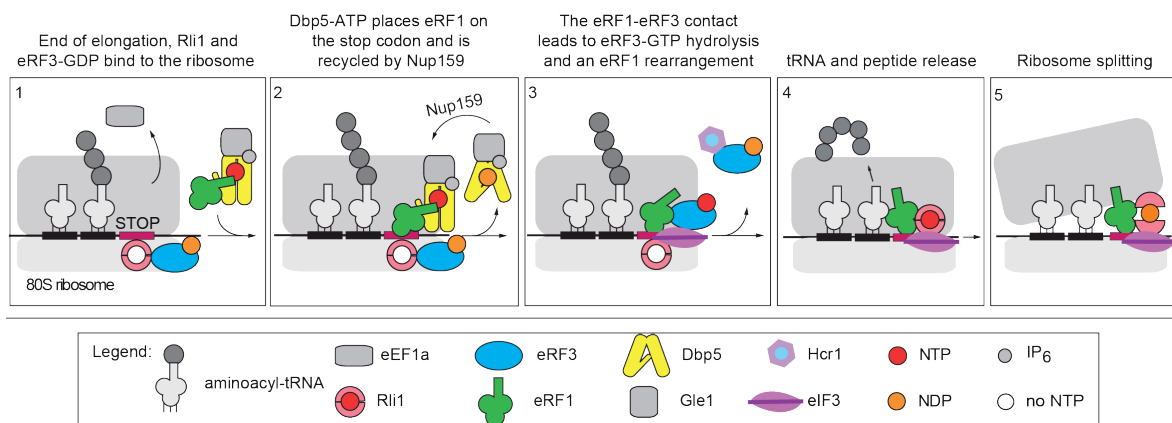 End of elongation, Rli1 and
eRF3-GDP bind to the ribosome
Dbp5-ATP places eRF1 on
the stop codon and is
recycled by Nup159
The eRF1-eRF3 contact
leads to eRF3-GTP hydrolysis
and an eRF1 rearrangement
tRNA and peptide release
Ribosome splitting
1
STOP
80S ribosome
2
Nup159
3
4
5
Legend:
aminoacyl-tRNA
eEF1a
eRF3
Dbp5
Hcr1
NTP
IP6
Rli1
eRF1
Gle1
eIF3
NDP
no NTP